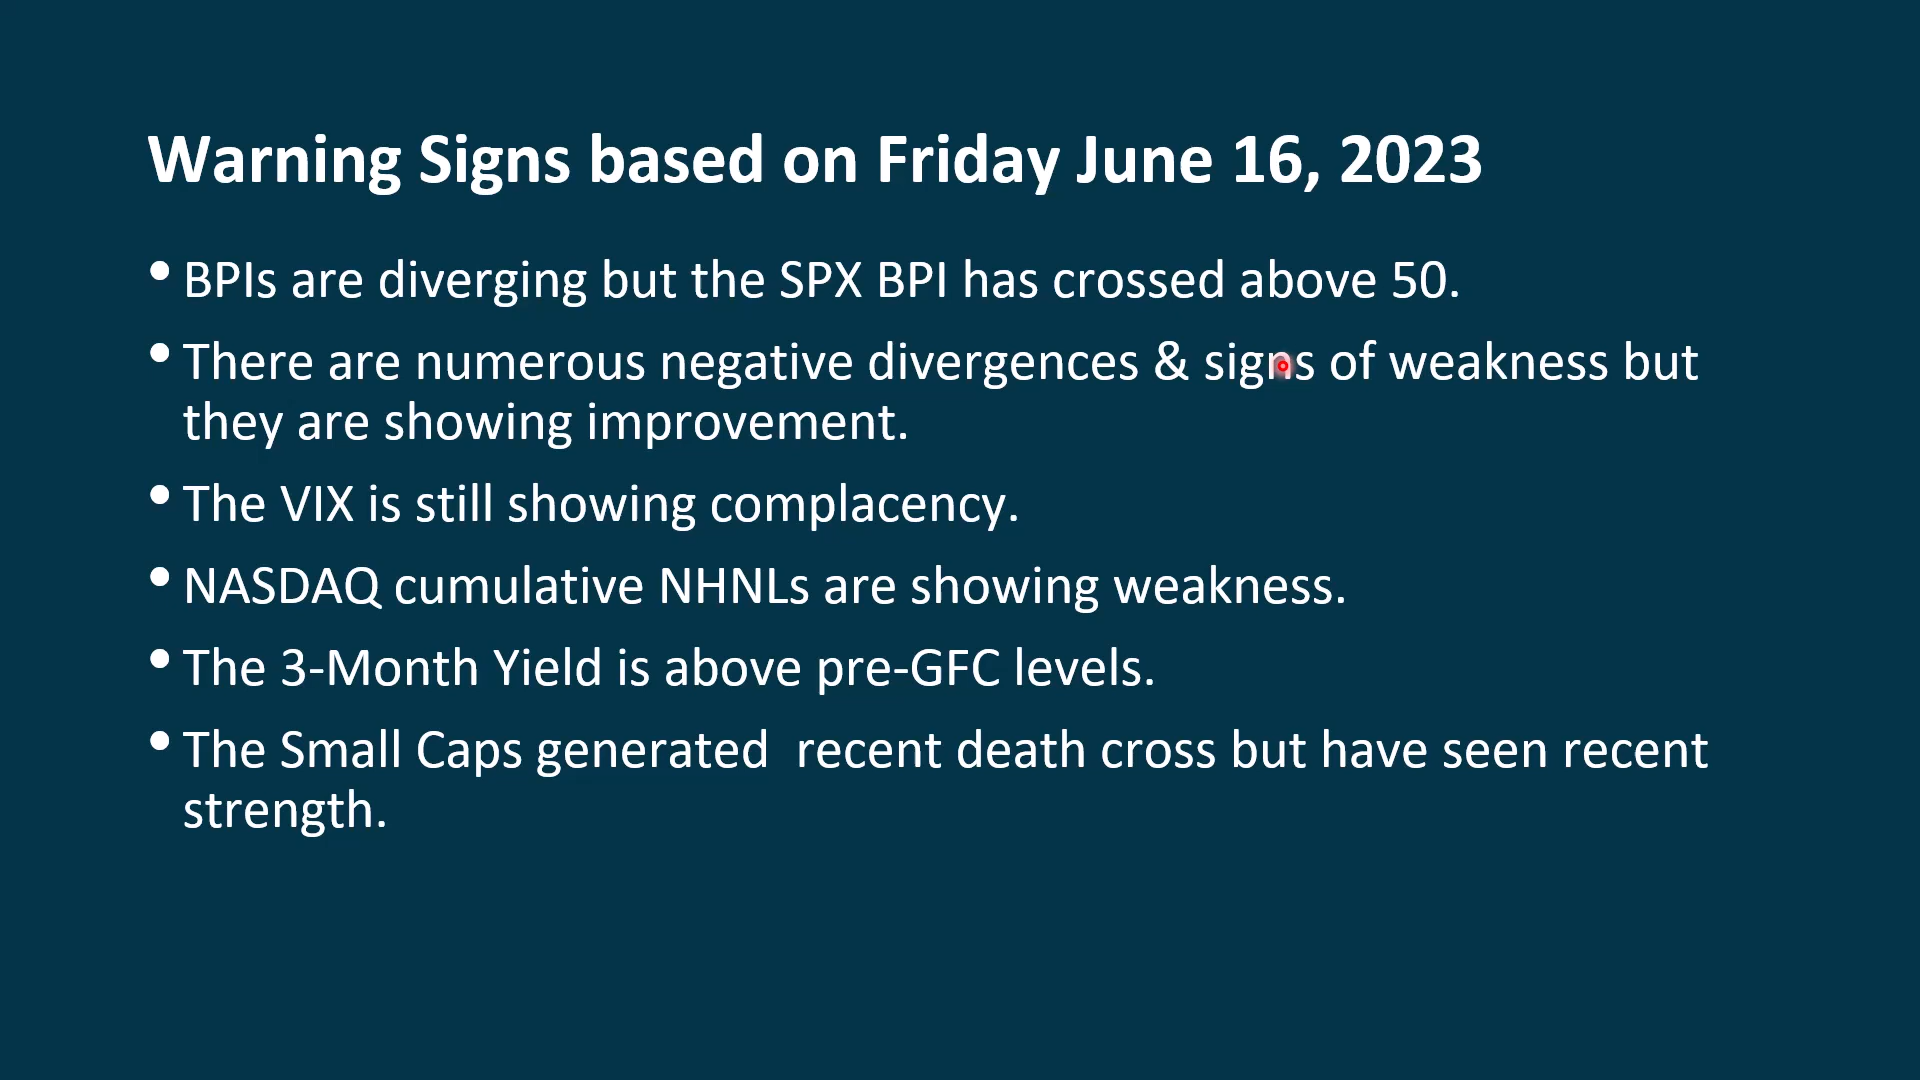 Warning Signs based on Friday June 16, 2023
• BPIs are diverging but the SPX BPI has crossed above 50.
• There are numerous negative divergences & signs of weakness but
they are showing improvement.
• The VIX is still showing complacency.
• NASDAQ cumulative NHNLs are showing weakness.
• The 3-Month Yield is above pre-GFC levels.
• The Small Caps generated  recent death cross but have seen recent
strength.